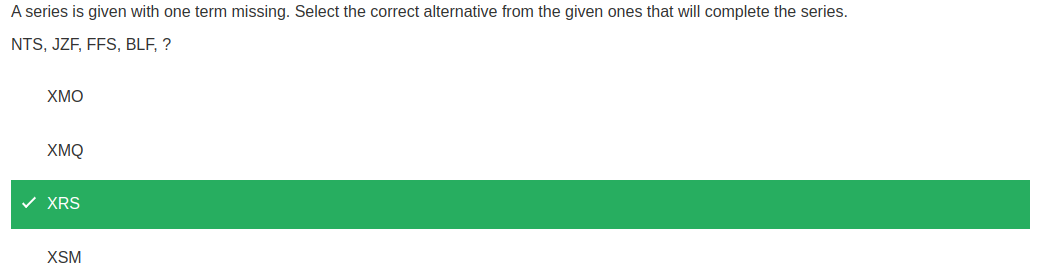 A series is given with one term missing. Select the correct alternative from the given ones that will complete the series.
NTS, JZF, FFS, BLF, ?
XMO
XMQ
XRS
XSM